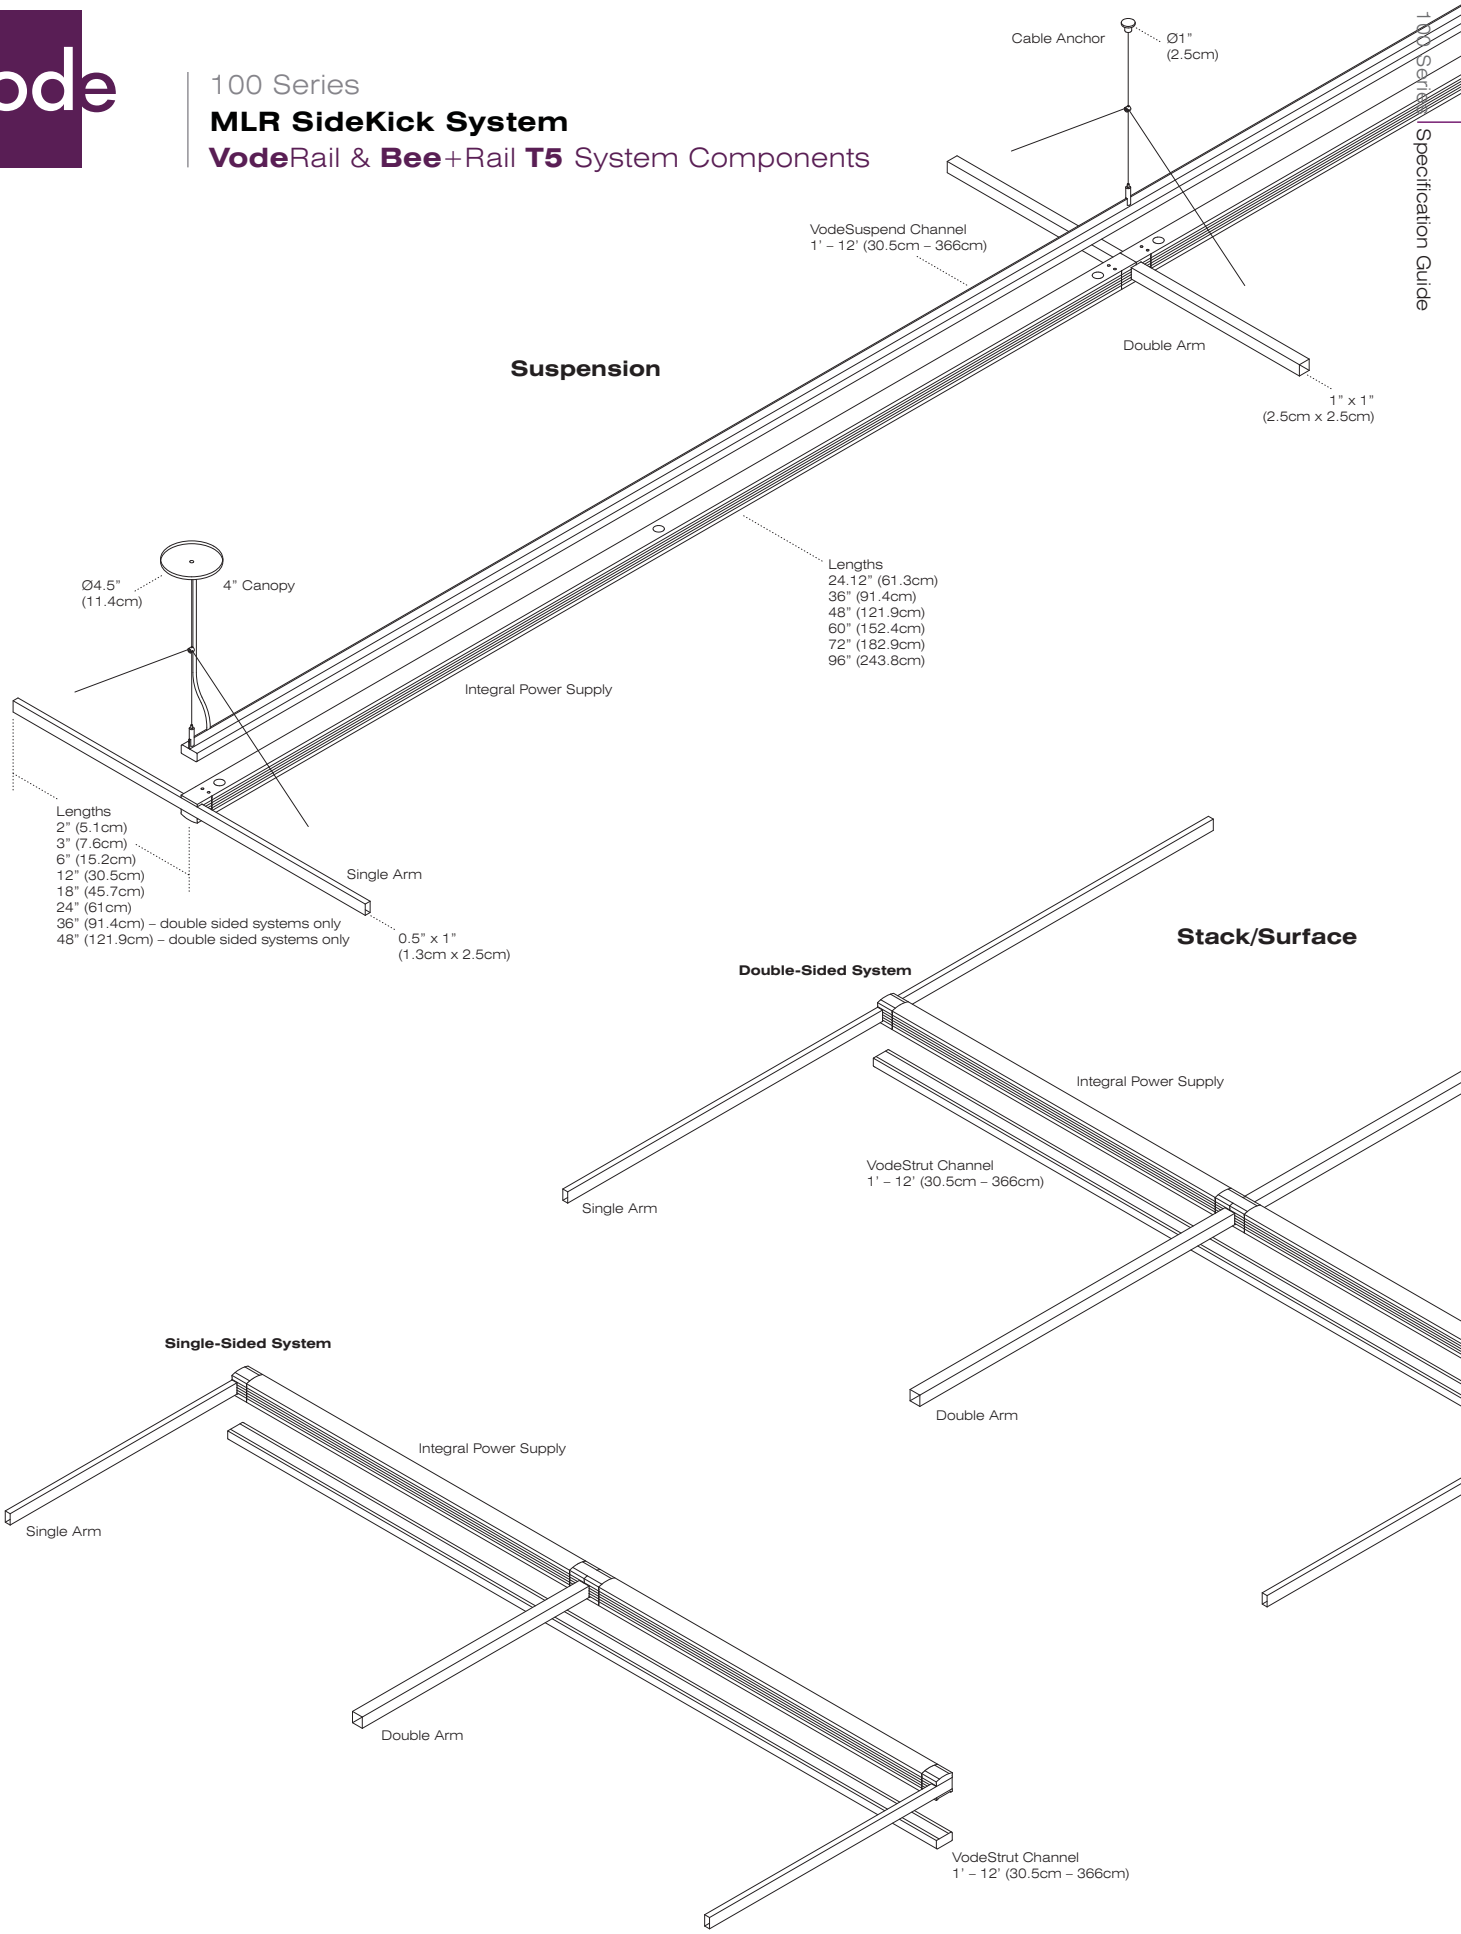 ode
100 Series
MLR SideKick System
VodeRail & Bee+Rail T5 System Components
100 Series | Specification Guide
Cable Anchor
Ø1"
(2.5cm)
VodeSuspend Channel
1' – 12' (30.5cm – 366cm)
Double Arm
1" x 1"
(2.5cm x 2.5cm)
Suspension
Ø4.5"
(11.4cm)
4" Canopy
Lengths
24.12" (61.3cm)
36" (91.4cm)
48" (121.9cm)
60" (152.4cm)
72" (182.9cm)
96" (243.8cm)
Integral Power Supply
Lengths
2" (5.1cm)
3" (7.6cm)
6" (15.2cm)
12" (30.5cm)
18" (45.7cm)
24" (61cm)
36" (91.4cm) – double sided systems only
48" (121.9cm) – double sided systems only
Single Arm
0.5" x 1"
(1.3cm x 2.5cm)
Stack/Surface
Double-Sided System
Integral Power Supply
VodeStrut Channel
1' – 12' (30.5cm – 366cm)
Single Arm
Double Arm
Single-Sided System
Integral Power Supply
Single Arm
Double Arm
VodeStrut Channel
1' – 12' (30.5cm – 366cm)